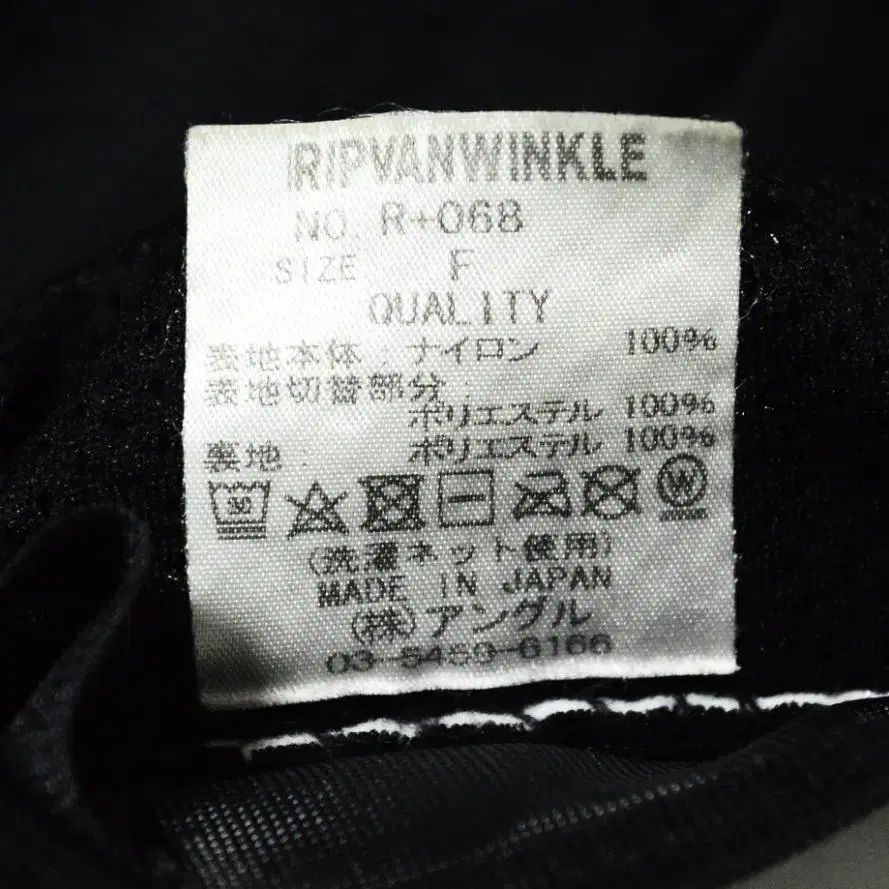 RIPVANWINKLE
NO. R+068
SIZE F
QUALITY
表地本体：ナイロン 100%
表地切替部分：
ポリエステル 100%
裏地：ポリエステル 100%
30
W
(洗濯ネット使用)
MADE IN JAPAN
(株)アングル
03-5459-6166